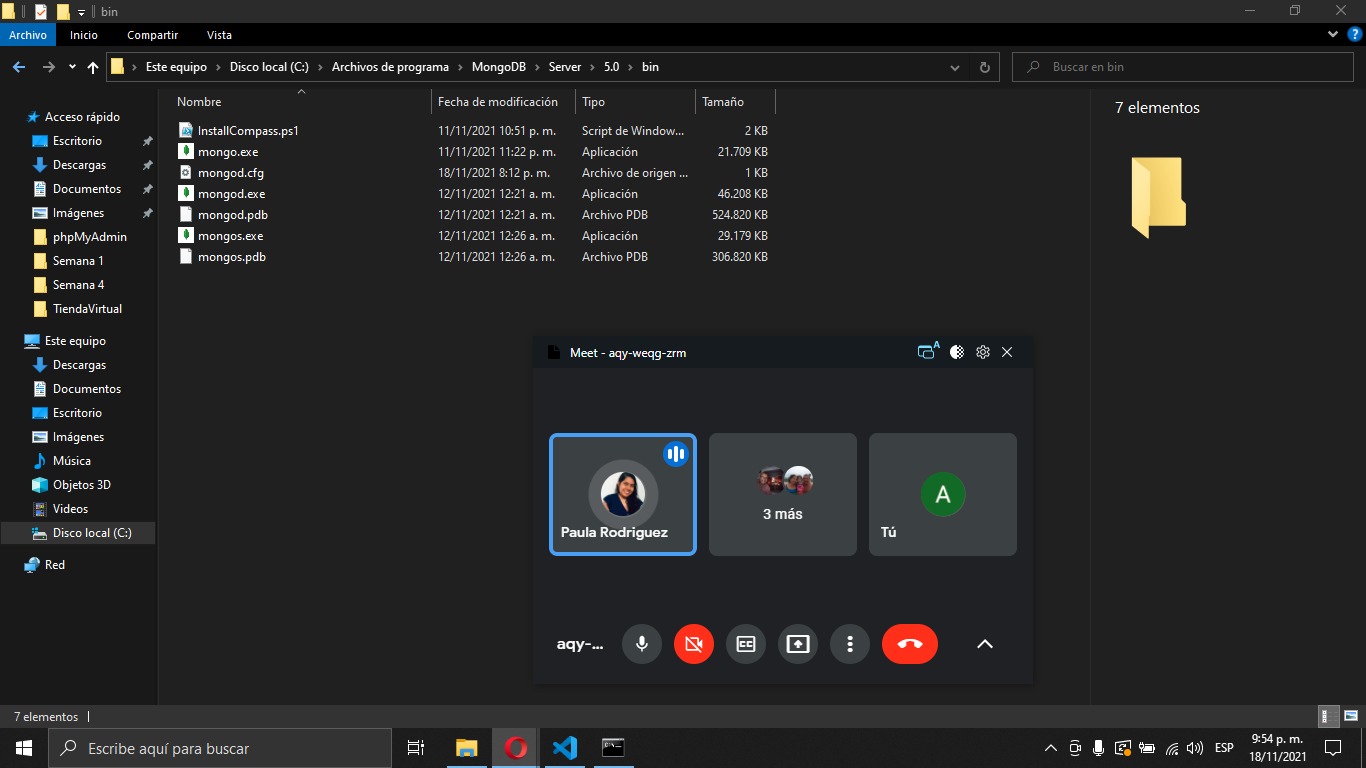 bin
Archivo Inicio Compartir Vista
Este equipo Disco local (C:) Archivos de programa MongoDB Server 5.0 bin
Buscar en bin
Acceso rápido
Escritorio
Descargas
Documentos
Imágenes
phpMyAdmin
Semana 1
Semana 4
TiendaVirtual
Este equipo
Descargas
Documentos
Escritorio
Imágenes
Música
Objetos 3D
Videos
Disco local (C:)
Red
Nombre Fecha de modificación Tipo Tamaño
InstallCompass.ps1 11/11/2021 10:51 p. m. Script de Window... 2 KB
mongo.exe 11/11/2021 11:22 p. m. Aplicación 21.709 KB
mongod.cfg 18/11/2021 8:12 p. m. Archivo de origen ... 1 KB
mongod.exe 12/11/2021 12:21 a. m. Aplicación 46.208 KB
mongod.pdb 12/11/2021 12:21 a. m. Archivo PDB 524.820 KB
mongos.exe 12/11/2021 12:26 a. m. Aplicación 29.179 KB
mongos.pdb 12/11/2021 12:26 a. m. Archivo PDB 306.820 KB
7 elementos
Meet - aqy-weqg-zrm
A
Paula Rodriguez
3 más
A
Tú
aqy-...
CC
7 elementos
Escribe aquí para buscar
ESP
9:54 p. m.
18/11/2021